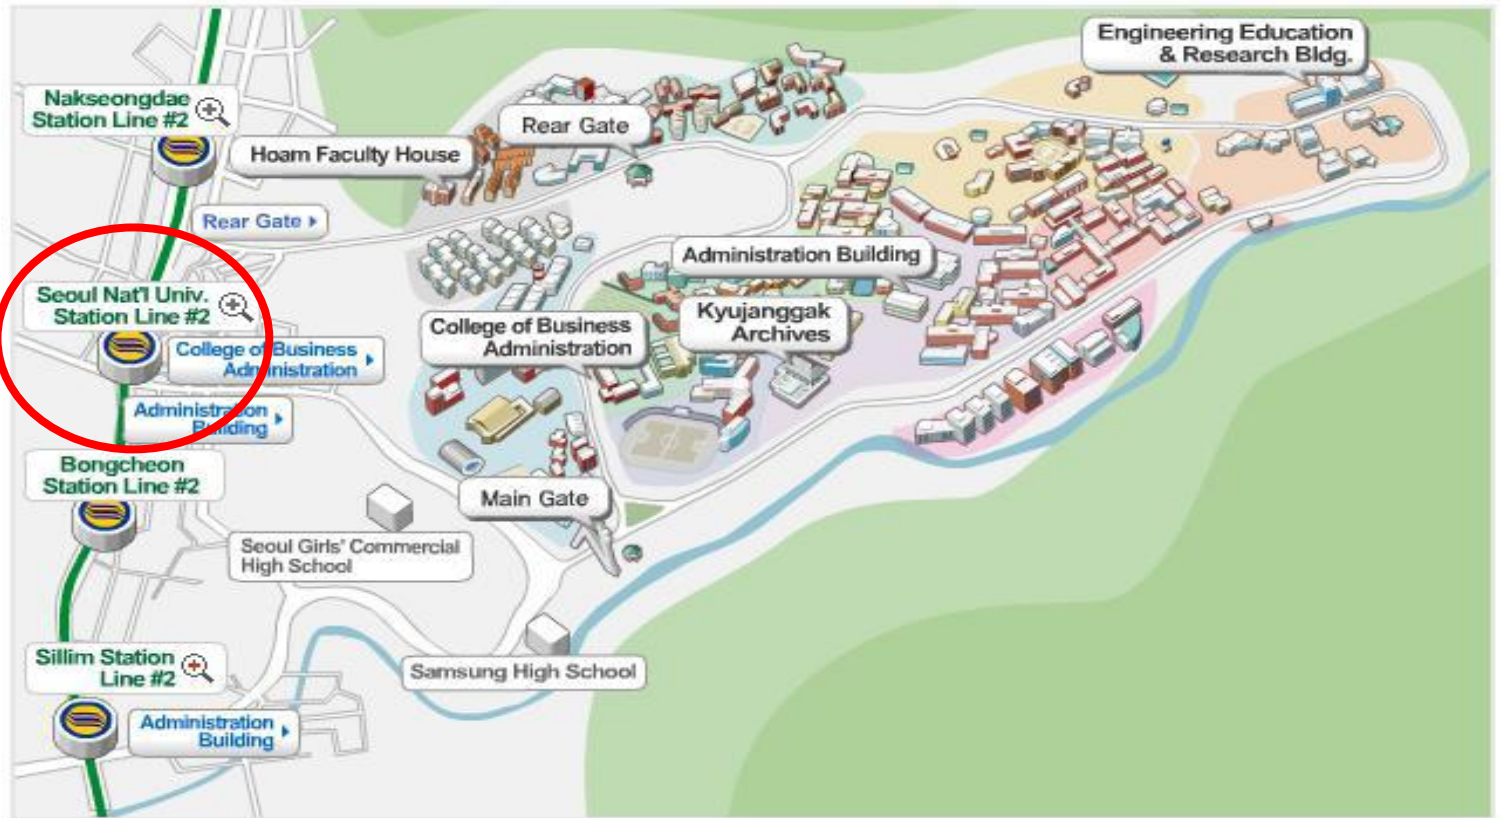 Engineering Education
& Research Bldg.
Nakseongdae
Station Line #2
Rear Gate
Hoam Faculty House
Rear Gate
Administration Building
Seoul Nat'l Univ.
Station Line #2
College of Business
Administration
Kyujanggak
Archives
College of Business
Administration
Administration
Building
Bongcheon
Station Line #2
Main Gate
Seoul Girls' Commercial
High School
Sillim Station
Line #2
Samsung High School
Administration
Building